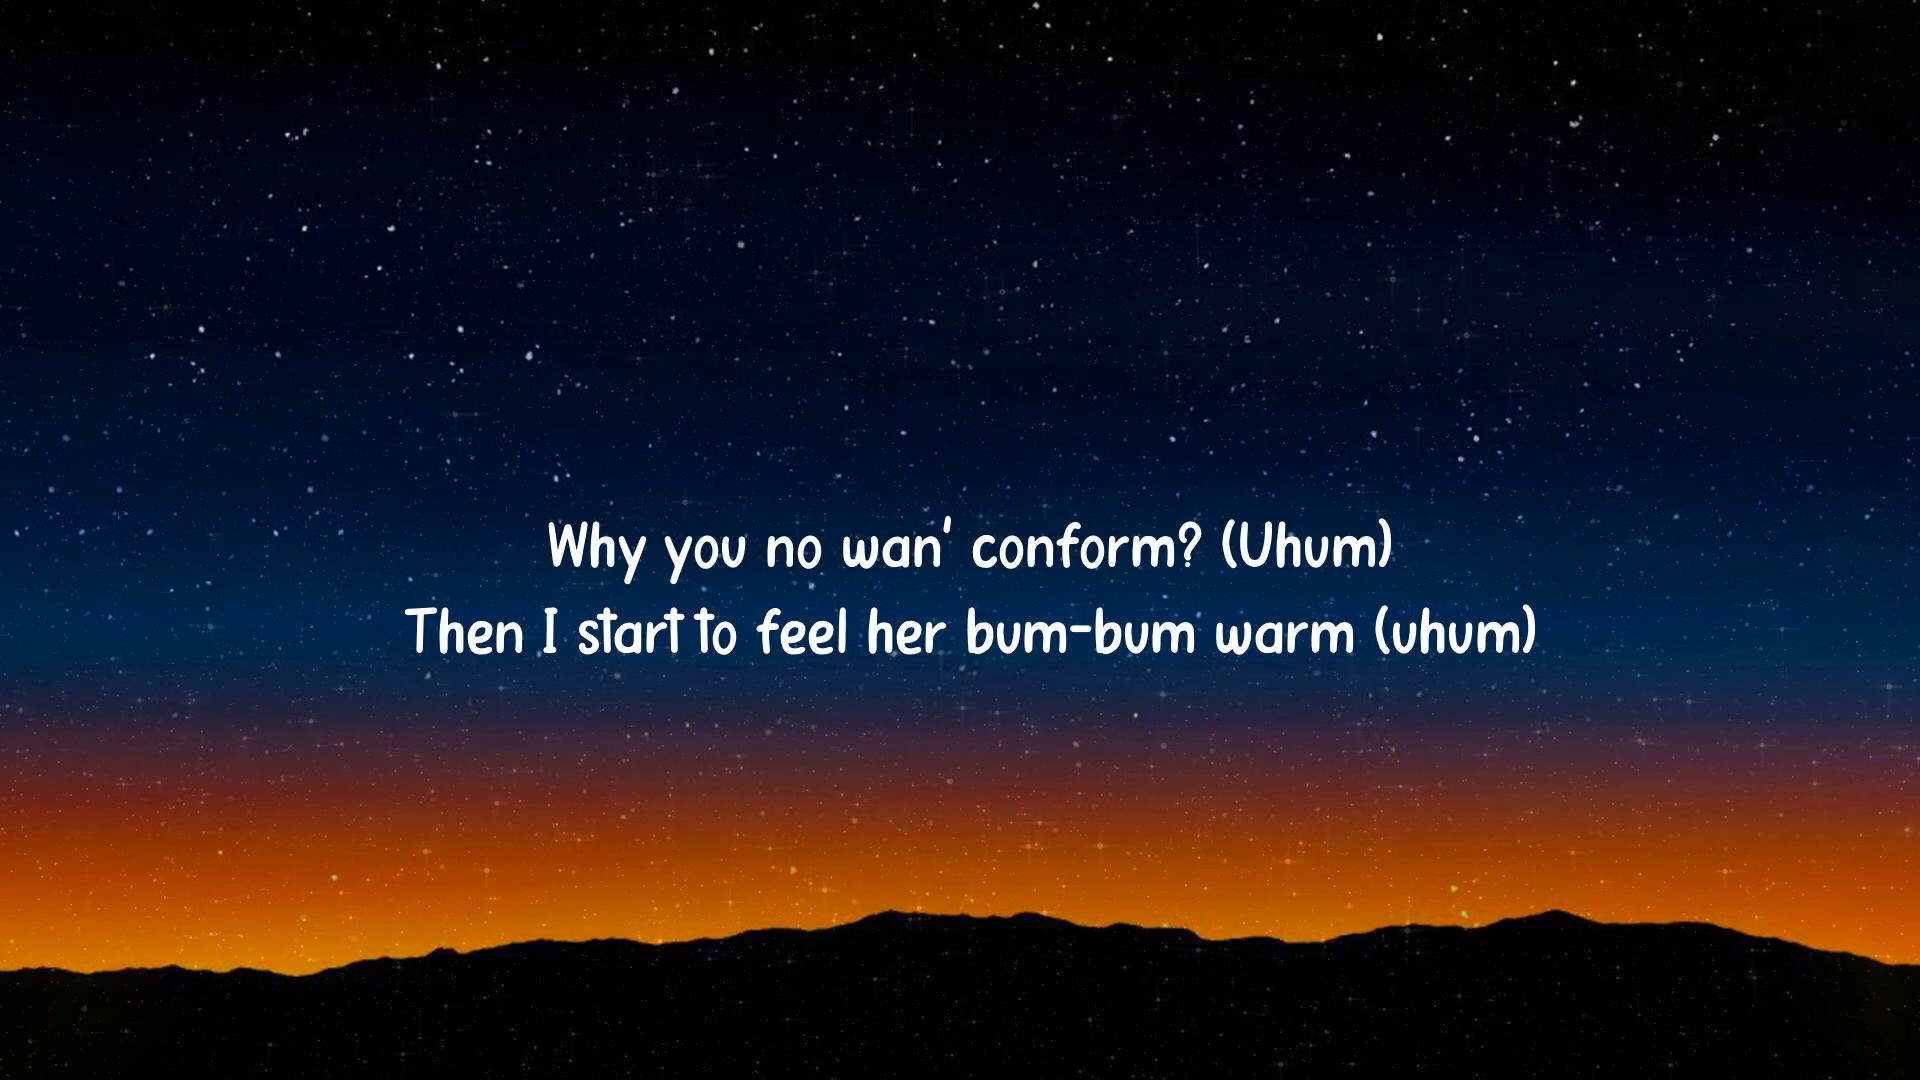 Why you no wan' conform? (Uhum)
Then I start to feel her bum-bum warm (uhum)